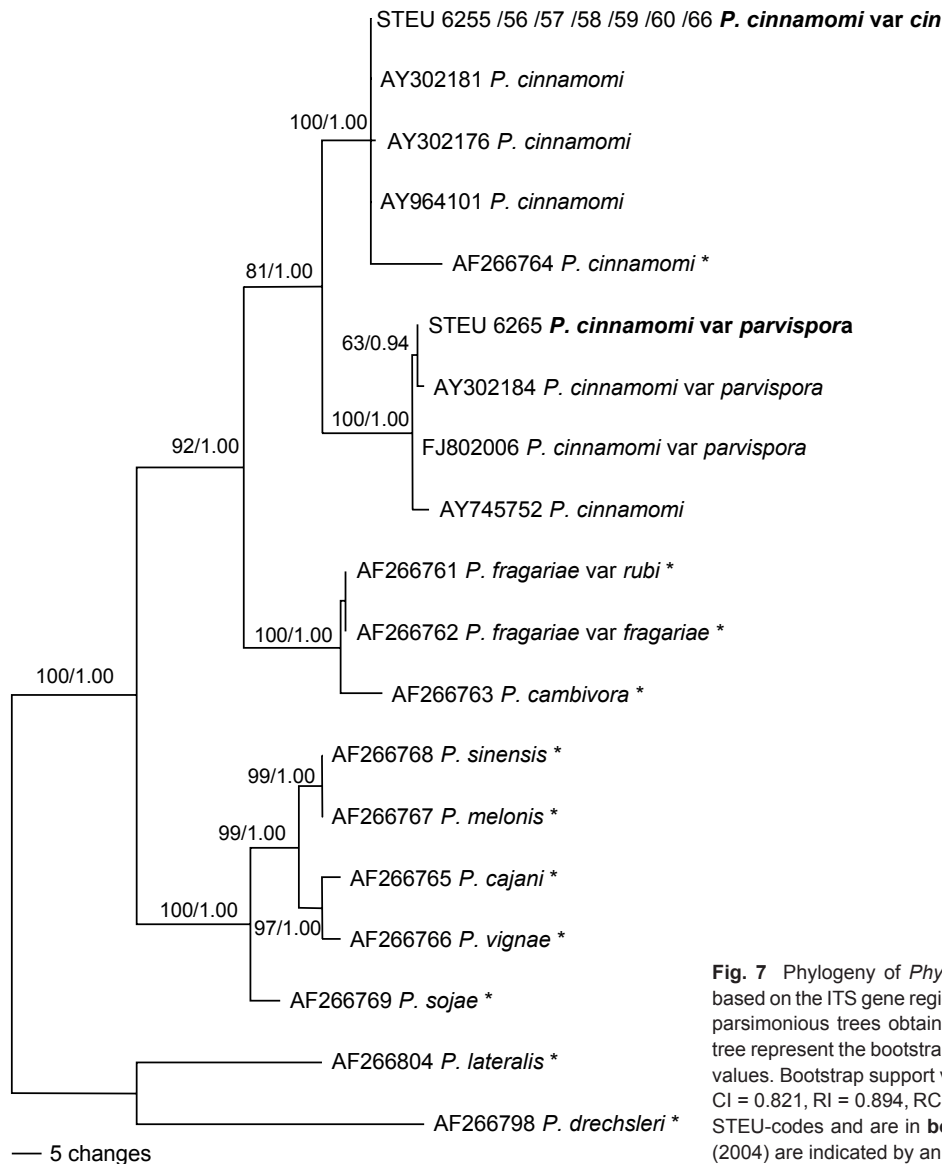 STEU 6255 /56 /57 /58 /59 /60 /66 P. cinnamomi var
AY302181 P. cinnamomi
100/1.00
AY302176 P. cinnamomi
AY964101 P. cinnamomi
AF266764 P. cinnamomi *
81/1.00
STEU 6265 P. cinnamomi var parvispora
63/0.94
AY302184 P. cinnamomi var parvispora
100/1.00
FJ802006 P. cinnamomi var parvispora
92/1.00
AY745752 P. cinnamomi
AF266761 P. fragariae var rubi *
100/1.00
AF266762 P. fragariae var fragariae *
100/1.00
AF266763 P. cambivora *
AF266768 P. sinensis *
99/1.00
AF266767 P. melonis *
99/1.00
AF266765 P. cajani *
100/1.00
97/1.00
AF266766 P. vignae *
AF266769 P. sojae *
AF266804 P. lateralis *
AF266798 P. drechsleri *
5 changes
Fig. 7 Phylogeny of
based on the ITS gene
parsimonious trees
tree represent the
values. Bootstrap support
CI = 0.821, RI = 0.894, RC
STEU-codes and are in
(2004) are indicated by an